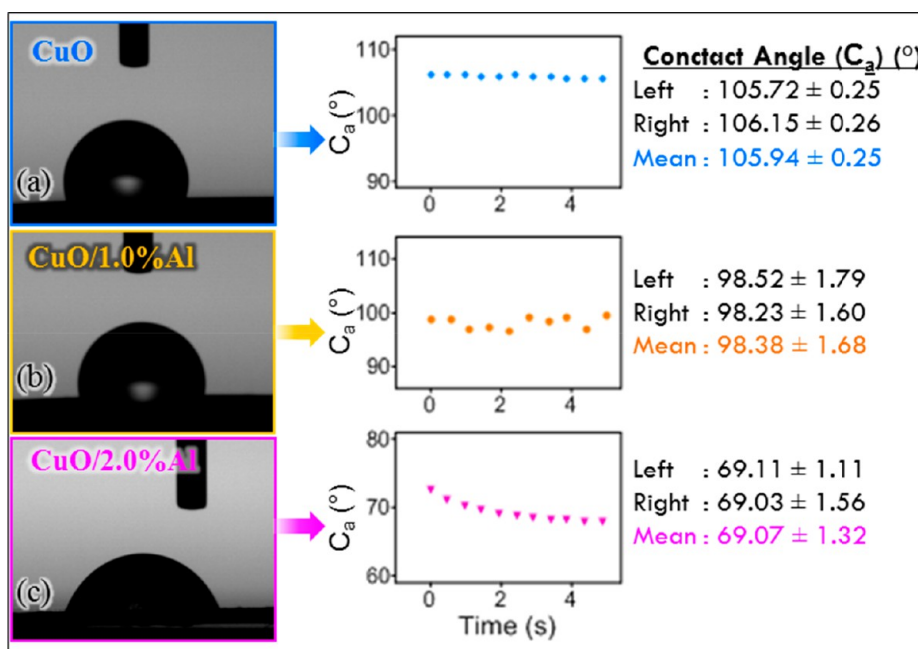 CuO
(a)
110
100
90
Cₐ (°)
0 2 4
Conctact Angle (Cₐ) (°)
Left : 105.72 ± 0.25
Right : 106.15 ± 0.26
Mean : 105.94 ± 0.25
CuO/1.0%Al
(b)
110
100
90
Cₐ (°)
0 2 4
Left : 98.52 ± 1.79
Right : 98.23 ± 1.60
Mean : 98.38 ± 1.68
CuO/2.0%Al
(c)
80
70
60
Cₐ (°)
0 2 4
Time (s)
Left : 69.11 ± 1.11
Right : 69.03 ± 1.56
Mean : 69.07 ± 1.32